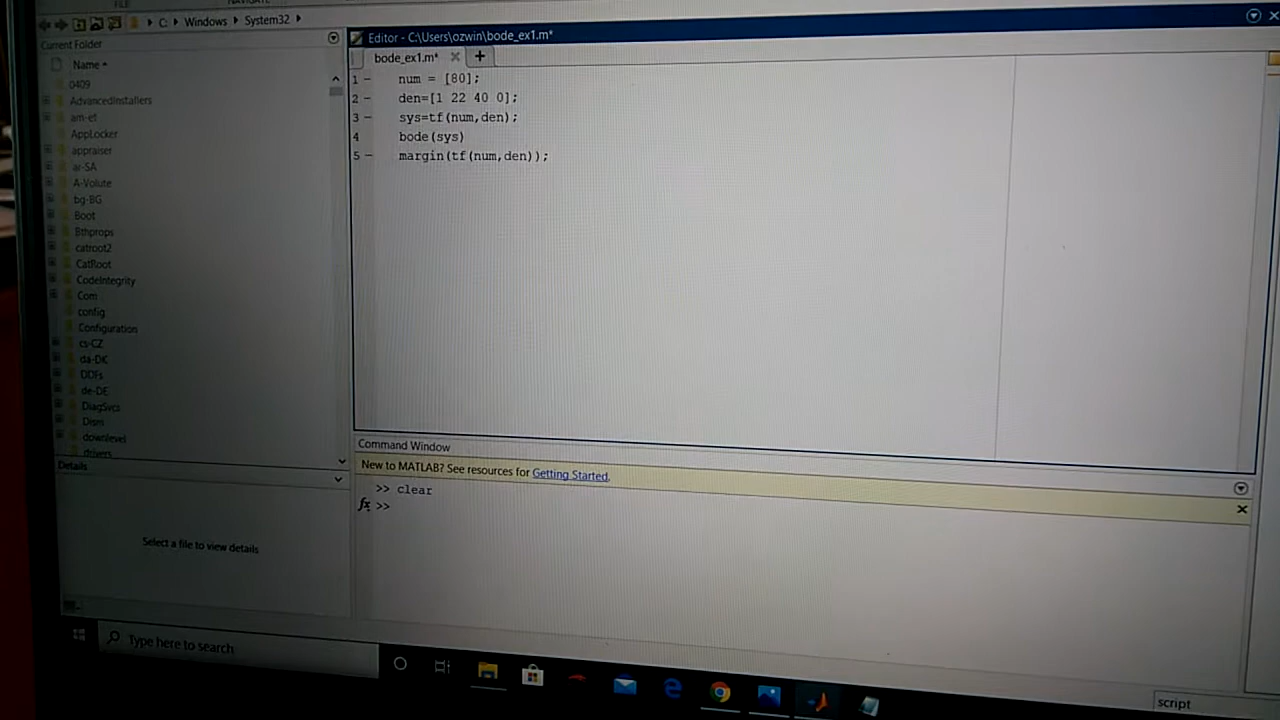 FILE
NAVIGATE
C: Windows System32
Current Folder
Name
0409
AdvancedInstallers
am-et
AppLocker
appraiser
ar-SA
A-Volute
bg-BG
Boot
Bthprops
catroot2
CatRoot
CodeIntegrity
Com
config
Configuration
cs-CZ
da-DK
DDFs
de-DE
DiagSvcs
Dism
downlevel
drivers
Details
Select a file to view details
Editor - C:\Users\ozwin\bode_ex1.m*
bode_ex1.m*
1 - num = [80];
2 - den=[1 22 40 0];
3 - sys=tf(num,den);
4 bode(sys)
5 - margin(tf(num,den));
Command Window
New to MATLAB? See resources for Getting Started.
>> clear
fx >>
script
Type here to search